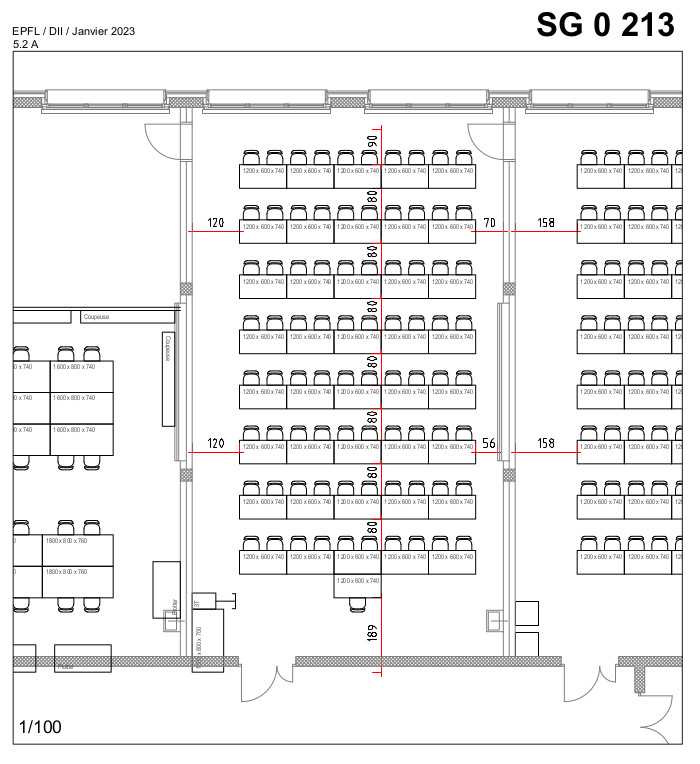 EPFL / DII / Janvier 2023
SG 0 213
5.2 A
90
1200 x 600 x 740 1200 x 600 x 740 1200 x 600 x 740 1200 x 600 x 740 1200 x 600 x 740 1200 x 600 x 740 1200 x 600 x 740
80
120 70 158
1200 x 600 x 740 1200 x 600 x 740 1200 x 600 x 740 1200 x 600 x 740 1200 x 600 x 740 1200 x 600 x 740 1200 x 600 x 740
80
1200 x 600 x 740 1200 x 600 x 740 1200 x 600 x 740 1200 x 600 x 740 1200 x 600 x 740 1200 x 600 x 740 1200 x 600 x 740
80
Coupeuse
1200 x 600 x 740 1200 x 600 x 740 1200 x 600 x 740 1200 x 600 x 740 1200 x 600 x 740 1200 x 600 x 740 1200 x 600 x 740
Coupeuse
80
0 x 740 1600 x 800 x 740
1200 x 600 x 740 1200 x 600 x 740 1200 x 600 x 740 1200 x 600 x 740 1200 x 600 x 740 1200 x 600 x 740 1200 x 600 x 740
0 x 740 1600 x 800 x 740
80
0 x 740 1600 x 800 x 740
120 56 158
1200 x 600 x 740 1200 x 600 x 740 1200 x 600 x 740 1200 x 600 x 740 1200 x 600 x 740 1200 x 600 x 740 1200 x 600 x 740
80
1200 x 600 x 740 1200 x 600 x 740 1200 x 600 x 740 1200 x 600 x 740 1200 x 600 x 740 1200 x 600 x 740 1200 x 600 x 740
80
1800 x 800 x 760
1200 x 600 x 740 1200 x 600 x 740 1200 x 600 x 740 1200 x 600 x 740 1200 x 600 x 740 1200 x 600 x 740 1200 x 600 x 740
1800 x 800 x 760
1200 x 600 x 740
Plotter
3T
189
x 800 x 700
Plotter
1/100